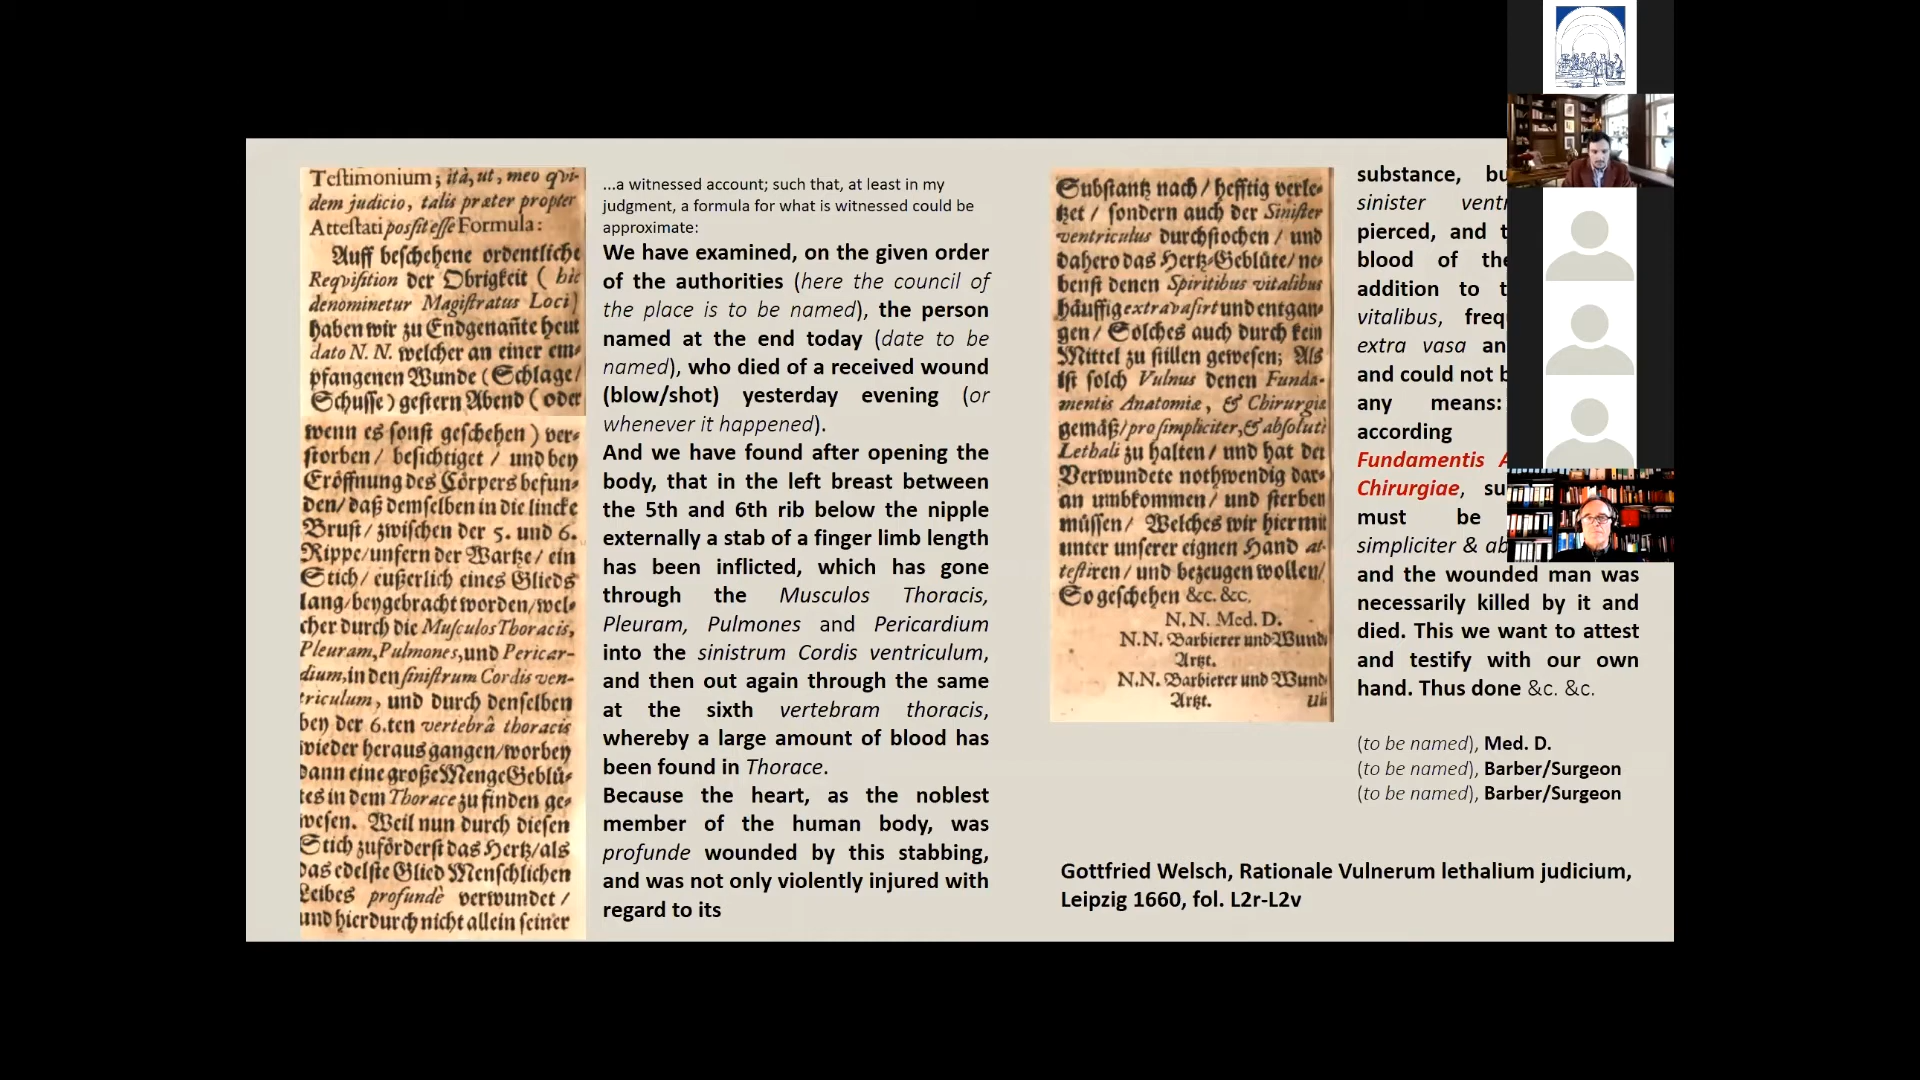 Testimonium; ità, ut, meo qvi-
dem judicio, talis præter propter
Attestati posſit eſſe Formula:
Auff beſchehene ordentliche
Reqviſition der Obrigkeit ( hic
denominetur Magiſtratus Loci)
haben wir zu Endgenañte heut
dato N. N. welcher an einer em⸗
pfangenen Wunde (Schlage/
Schuſſe) geſtern Abend ( oder
wenn es ſonſt geſchehen ) ver⸗
ſtorben / beſichtiget / und bey
Eröffnung des Cörpers befun⸗
den/ daß demſelben in die lincke
Bruſt / zwiſchen der 5. und 6.
Rippe/unfern der Wartze / ein
Stich / euſſerlich eines Glieds
lang/beygebracht worden/wel⸗
cher durch die Muſculos Thoracis,
Pleuram, Pulmones, und Pericar-
dium, in den ſiniſtrum Cordis ven-
triculum, und durch denſelben
bey der 6.ten vertebrâ thoracis
wieder heraus gangen/worbey
dann eine große Menge Geblü⸗
tes in dem Thorace zu finden ge⸗
weſen. Weil nun durch dieſen
Stich zuförderſt das Hertz/als
das edelſte Glied Menſchlichen
Leibes profundè verwundet /
und hierdurch nicht allein ſeiner
...a witnessed account; such that, at least in my
judgment, a formula for what is witnessed could be
approximate:
We have examined, on the given order
of the authorities (here the council of
the place is to be named), the person
named at the end today (date to be
named), who died of a received wound
(blow/shot) yesterday evening (or
whenever it happened).
And we have found after opening the
body, that in the left breast between
the 5th and 6th rib below the nipple
externally a stab of a finger limb length
has been inflicted, which has gone
through the Musculos Thoracis,
Pleuram, Pulmones and Pericardium
into the sinistrum Cordis ventriculum,
and then out again through the same
at the sixth vertebram thoracis,
whereby a large amount of blood has
been found in Thorace.
Because the heart, as the noblest
member of the human body, was
profunde wounded by this stabbing,
and was not only violently injured with
regard to its
Subſtantz nach / hefftig verle⸗
tzet / ſondern auch der Siniſter
ventriculus durchſtochen / und
dahero das Hertz⸗Geblüte/ ne⸗
benſt denen Spiritibus vitalibus
häuffig extravaſirt und entgan⸗
gen / Solches auch durch kein
Mittel zu ſtillen geweſen; Als
iſt ſolch Vulnus denen Funda-
mentis Anatomiæ, & Chirurgiæ
gemäß/pro ſimpliciter, & abſolutè
Lethali zu halten / und hat der
Verwundete nothwendig dar⸗
an umbkommen / und ſterben
müſſen / Welches wir hiermit
unter unſerer eignen Hand at-
teſtiren / und bezeugen wollen/
So geſchehen &c. &c.
N. N. Med. D.
N.N. Barbierer und Wund⸗
Artzt.
N.N. Barbierer und Wund⸗
Artzt.
substance,
sinister
pierced, and
blood of
addition to
vitalibus,
extra vasa
and could not
any means:
according
Fundamentis
Chirurgiae,
must be
simpliciter &
and the wounded man was
necessarily killed by it and
died. This we want to attest
and testify with our own
hand. Thus done &c. &c.
(to be named), Med. D.
(to be named), Barber/Surgeon
(to be named), Barber/Surgeon
Gottfried Welsch, Rationale Vulnerum lethalium judicium,
Leipzig 1660, fol. L2r-L2v